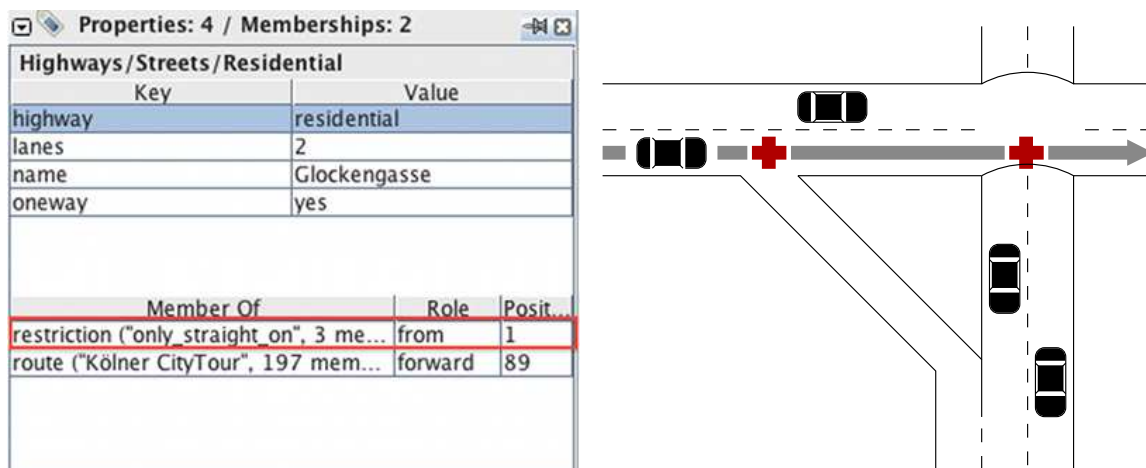 Properties: 4 / Memberships: 2
Highways/Streets/Residential
Key Value
highway residential
lanes 2
name Glockengasse
oneway yes
Member Of Role Posit...
restriction ("only_straight_on", 3 me... from 1
route ("Kölner CityTour", 197 mem... forward 89